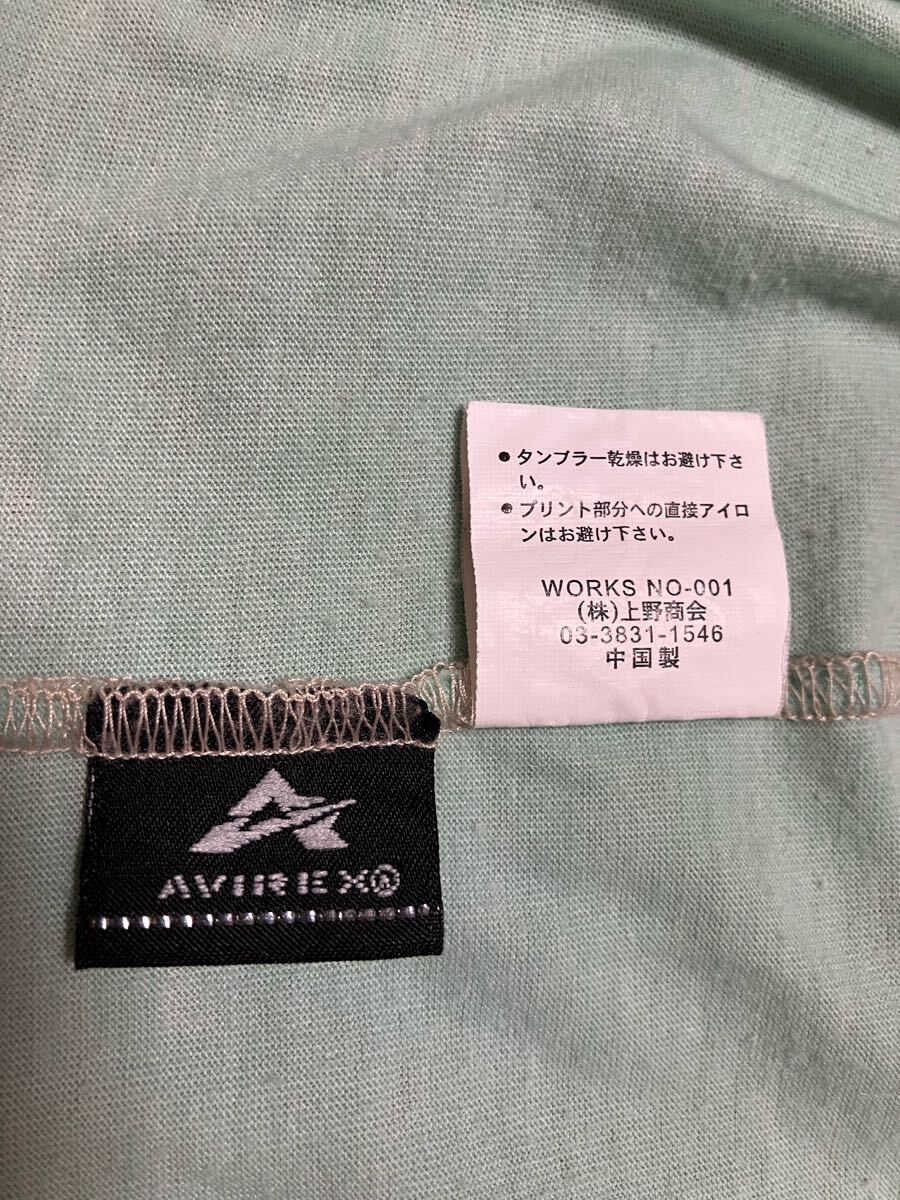 ● タンブラー乾燥はお避け下さ
い。
● プリント部分への直接アイロ
ンはお避け下さい。
WORKS NO-001
(株)上野商会
03-3831-1546
中国製
AVIREX®